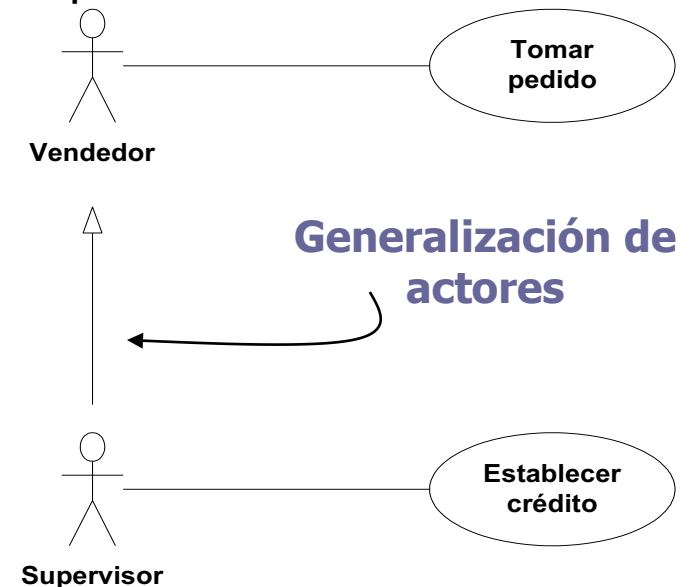 Tomar
pedido
Vendedor
Generalización de
actores
Establecer
crédito
Supervisor